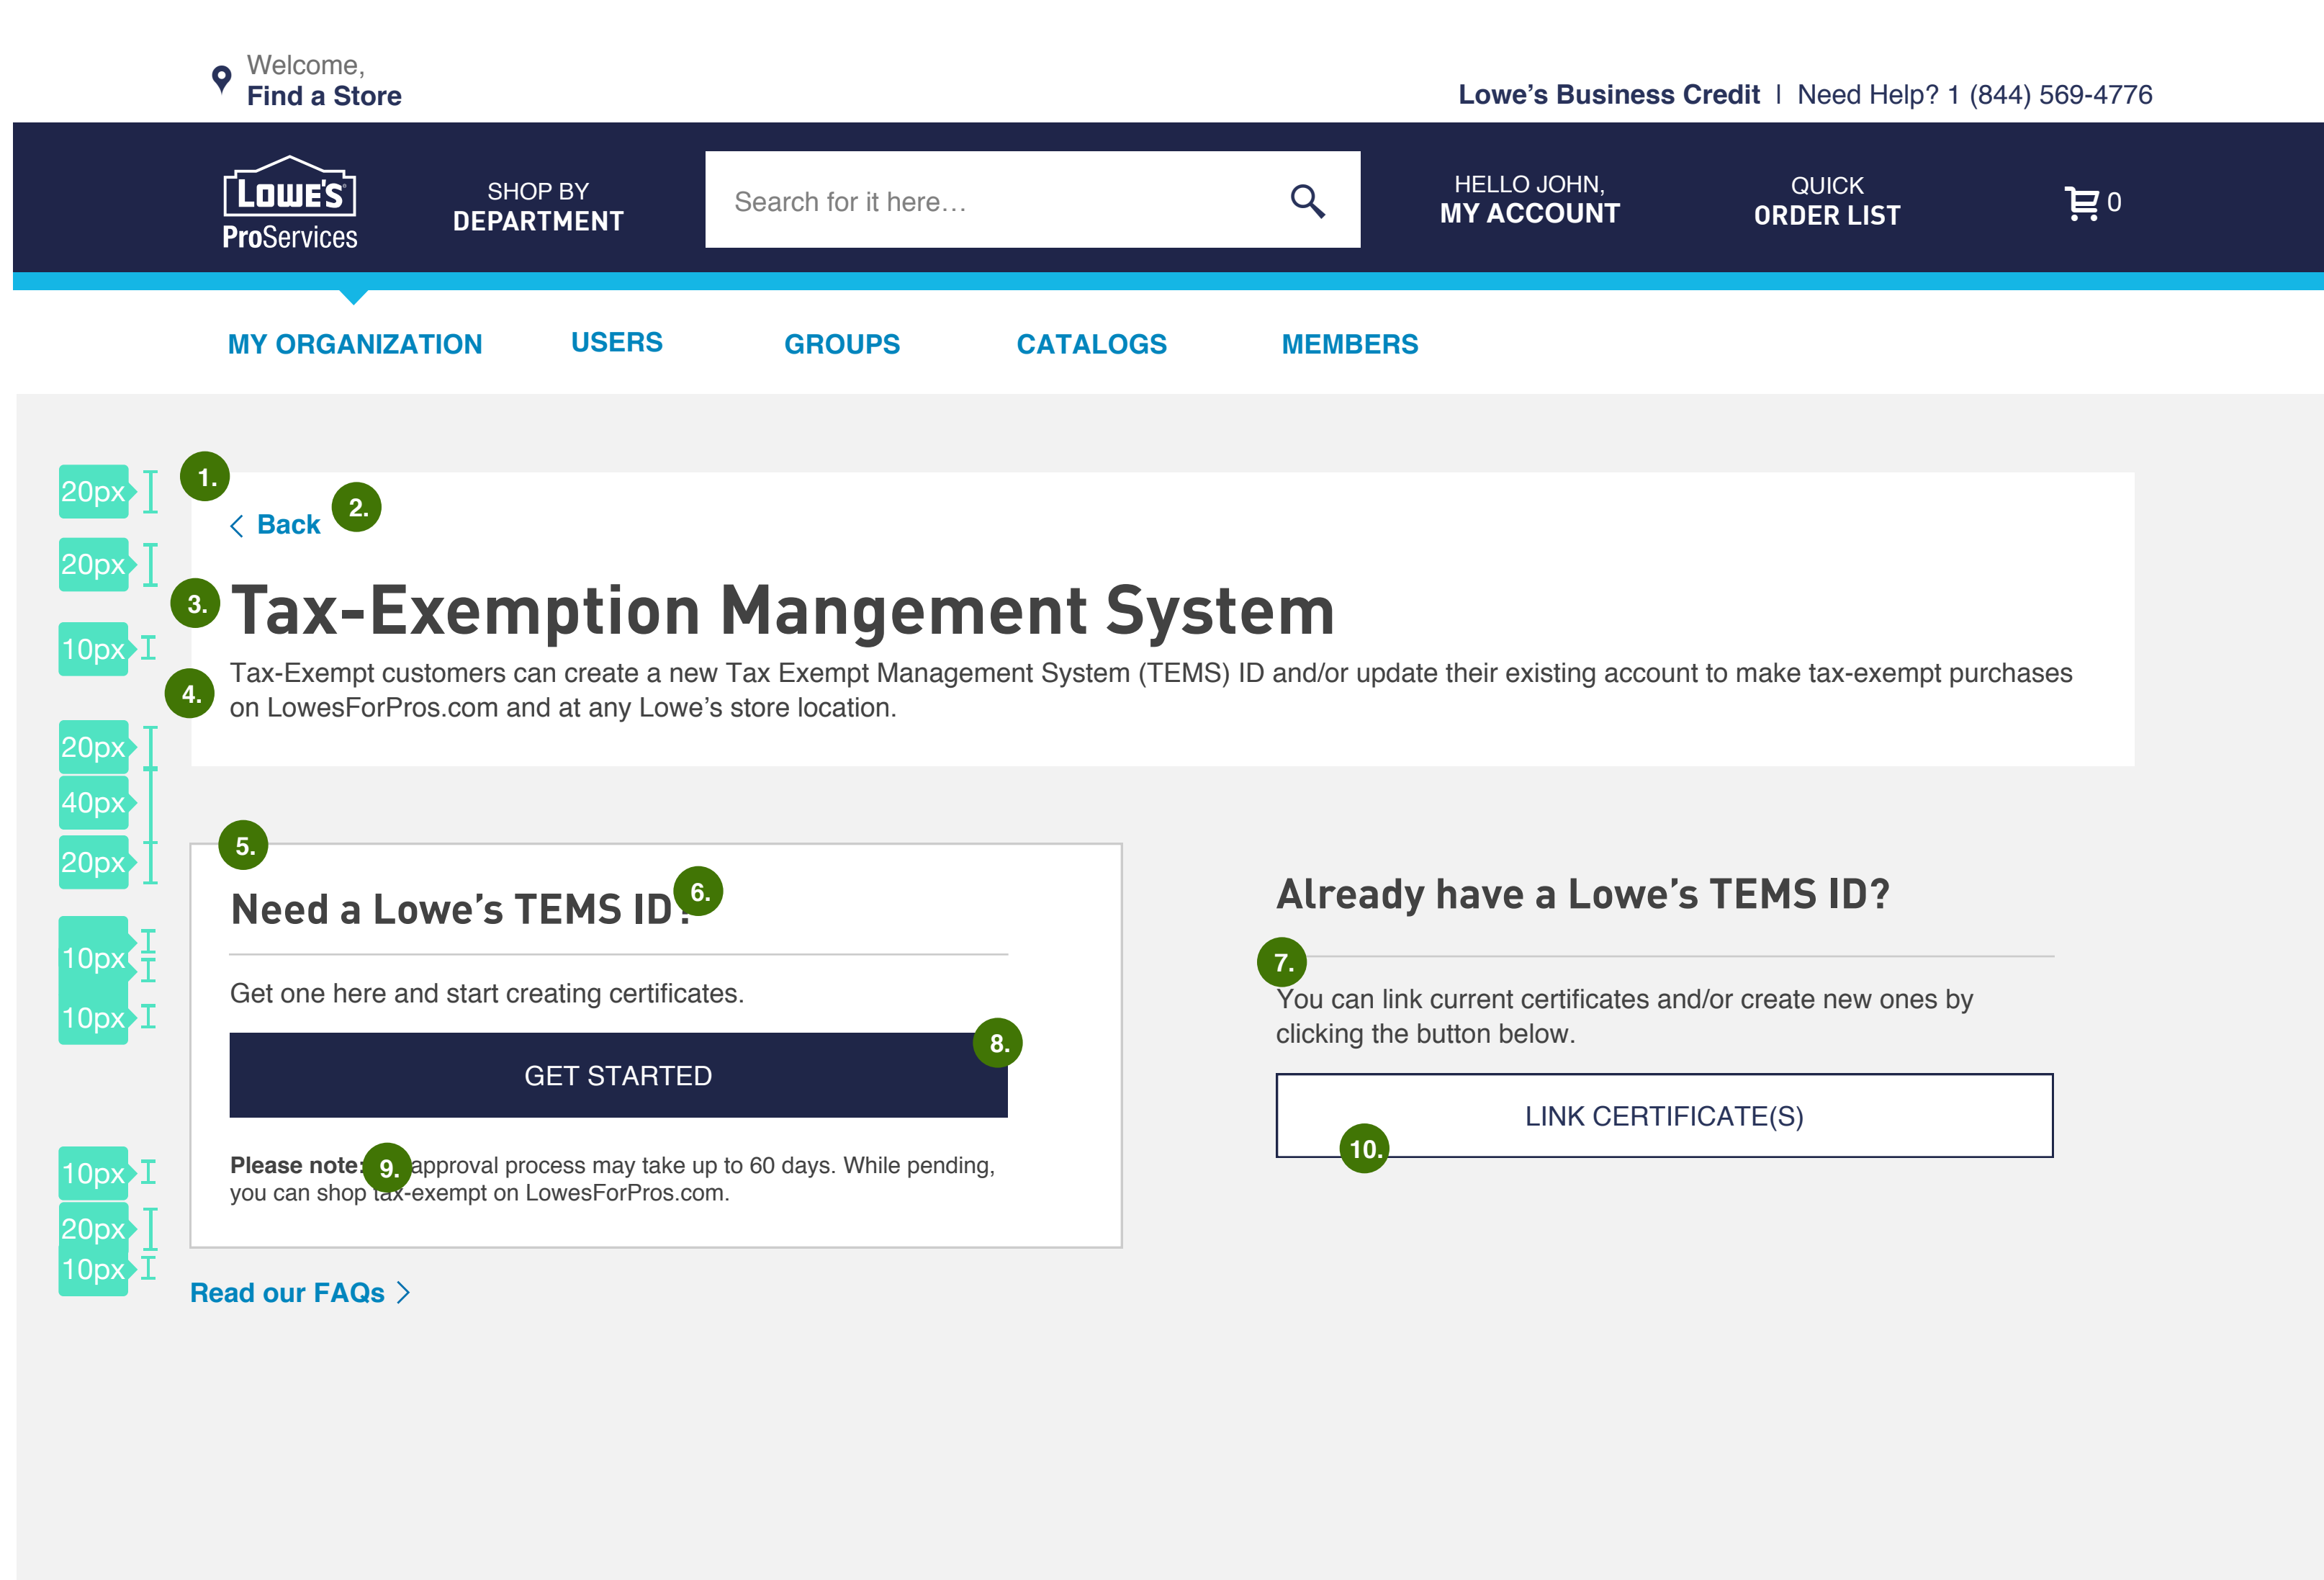 Welcome,
Find a Store
Lowe’s Business Credit | Need Help? 1 (844) 569-4776
LOWE'S
ProServices
SHOP BY
DEPARTMENT
Search for it here…
HELLO JOHN,
MY ACCOUNT
QUICK
ORDER LIST
0
MY ORGANIZATION
USERS
GROUPS
CATALOGS
MEMBERS
20px
1.
Back
2.
20px
3.
Tax-Exemption Mangement System
10px
4.
Tax-Exempt customers can create a new Tax Exempt Management System (TEMS) ID and/or update their existing account to make tax-exempt purchases
on LowesForPros.com and at any Lowe’s store location.
20px
40px
20px
5.
Need a Lowe’s TEMS ID?
6.
10px
Get one here and start creating certificates.
10px
GET STARTED
8.
10px
Please note:
9.
approval process may take up to 60 days. While pending,
you can shop tax-exempt on LowesForPros.com.
20px
10px
Read our FAQs
Already have a Lowe’s TEMS ID?
7.
You can link current certificates and/or create new ones by
clicking the button below.
LINK CERTIFICATE(S)
10.